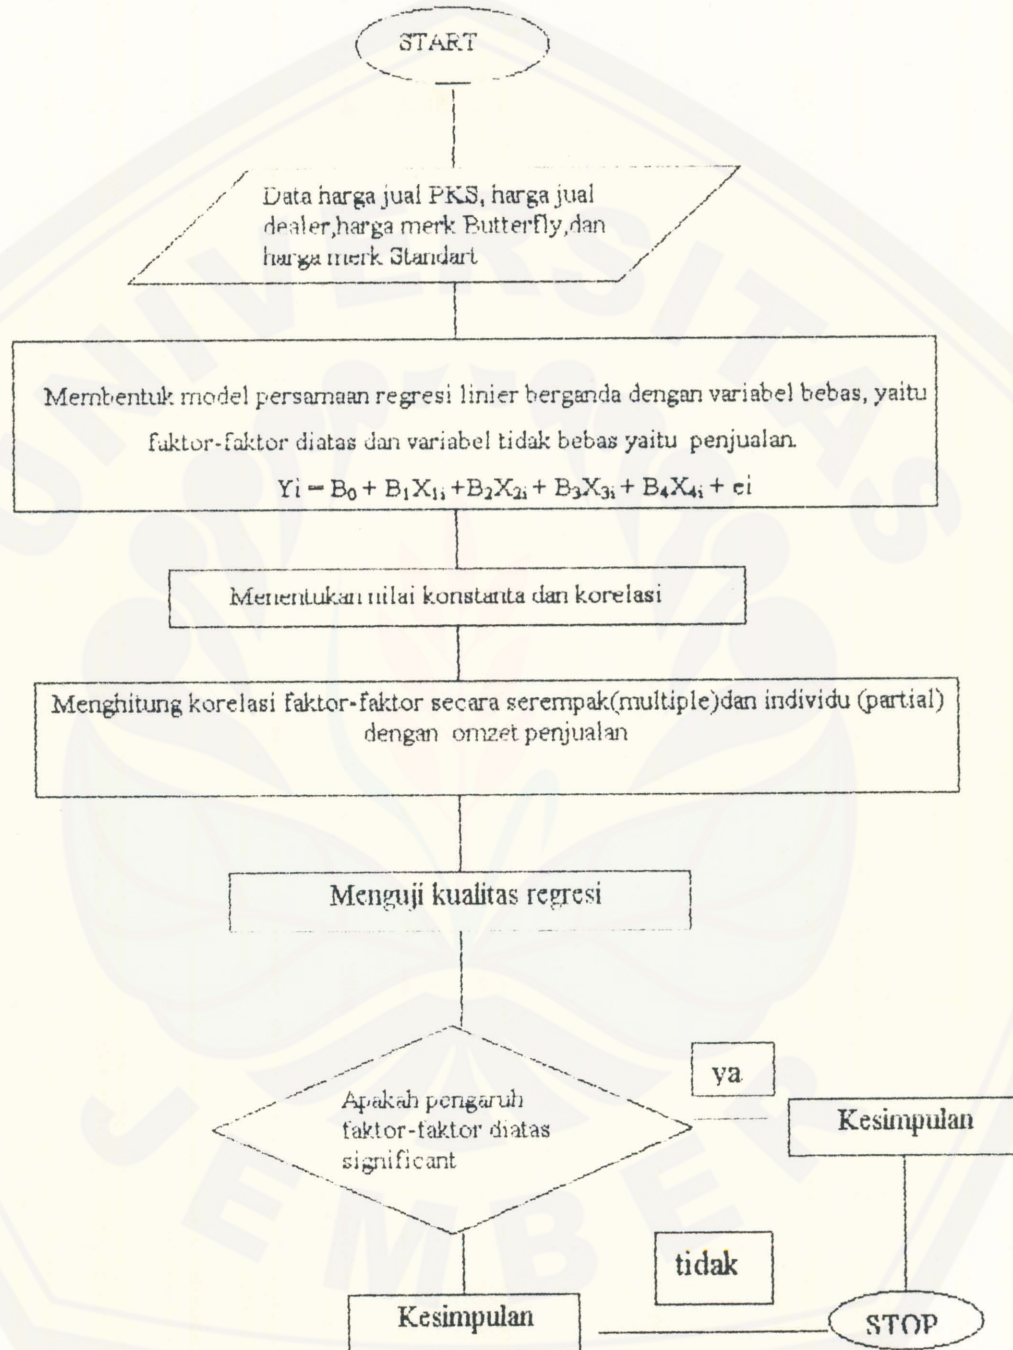 START
Data harga jual PKS, harga jual
dealer,harga merk Butterfly,dan
harga merk Standart
Membentuk model persamaan regresi linier berganda dengan variabel bebas, yaitu
faktor-faktor diatas dan variabel tidak bebas yaitu penjualan.
Yi = B₀ + B₁X₁ᵢ +B₂X₂ᵢ + B₃X₃ᵢ + B₄X₄ᵢ + ei
Menentukan nilai konstanta dan korelasi
Menghitung korelasi faktor-faktor secara serempak(multiple)dan individu (partial)
dengan omzet penjualan
Menguji kualitas regresi
Apakah pengaruh
faktor-faktor diatas
significant
ya
Kesimpulan
tidak
Kesimpulan
STOP
UNIVERSITAS
JEMBER